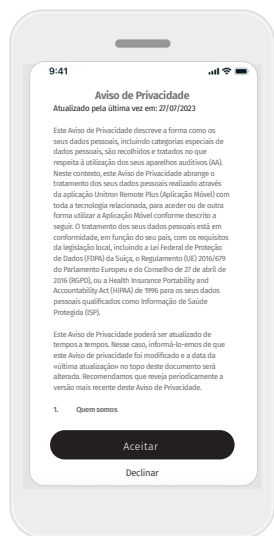 9:41
Aviso de Privacidade
Atualizado pela última vez em: 27/07/2023
Este Aviso de Privacidade descreve a forma como os
seus dados pessoais, incluindo categorias especiais de
dados pessoais, são recolhidos e tratados no que
respeita à utilização dos seus aparelhos auditivos (AA).
Neste contexto, este Aviso de Privacidade abrange o
tratamento dos seus dados pessoais realizado através
da aplicação Unitron Remote Plus (Aplicação Móvel) com
toda a tecnologia relacionada, para aceder ou de outra
forma utilizar a Aplicação Móvel conforme descrito a
seguir. O tratamento dos seus dados pessoais está em
conformidade, em função do seu país, com os requisitos
da legislação local, incluindo a Lei Federal de Proteção
de Dados (FDPA) da Suíça, o Regulamento (UE) 2016/679
do Parlamento Europeu e do Conselho de 27 de abril de
2016 (RGPD), ou a Health Insurance Portability and
Accountability Act (HIPAA) de 1996 para os seus dados
pessoais qualificados como Informação de Saúde
Protegida (ISP).
Este Aviso de Privacidade poderá ser atualizado de
tempos a tempos. Nesse caso, informá-lo-emos de que
este Aviso de privacidade foi modificado e a data da
«última atualização» no topo deste documento será
alterada. Recomendamos que reveja periodicamente a
versão mais recente deste Aviso de Privacidade.
1. Quem somos
Aceitar
Declinar